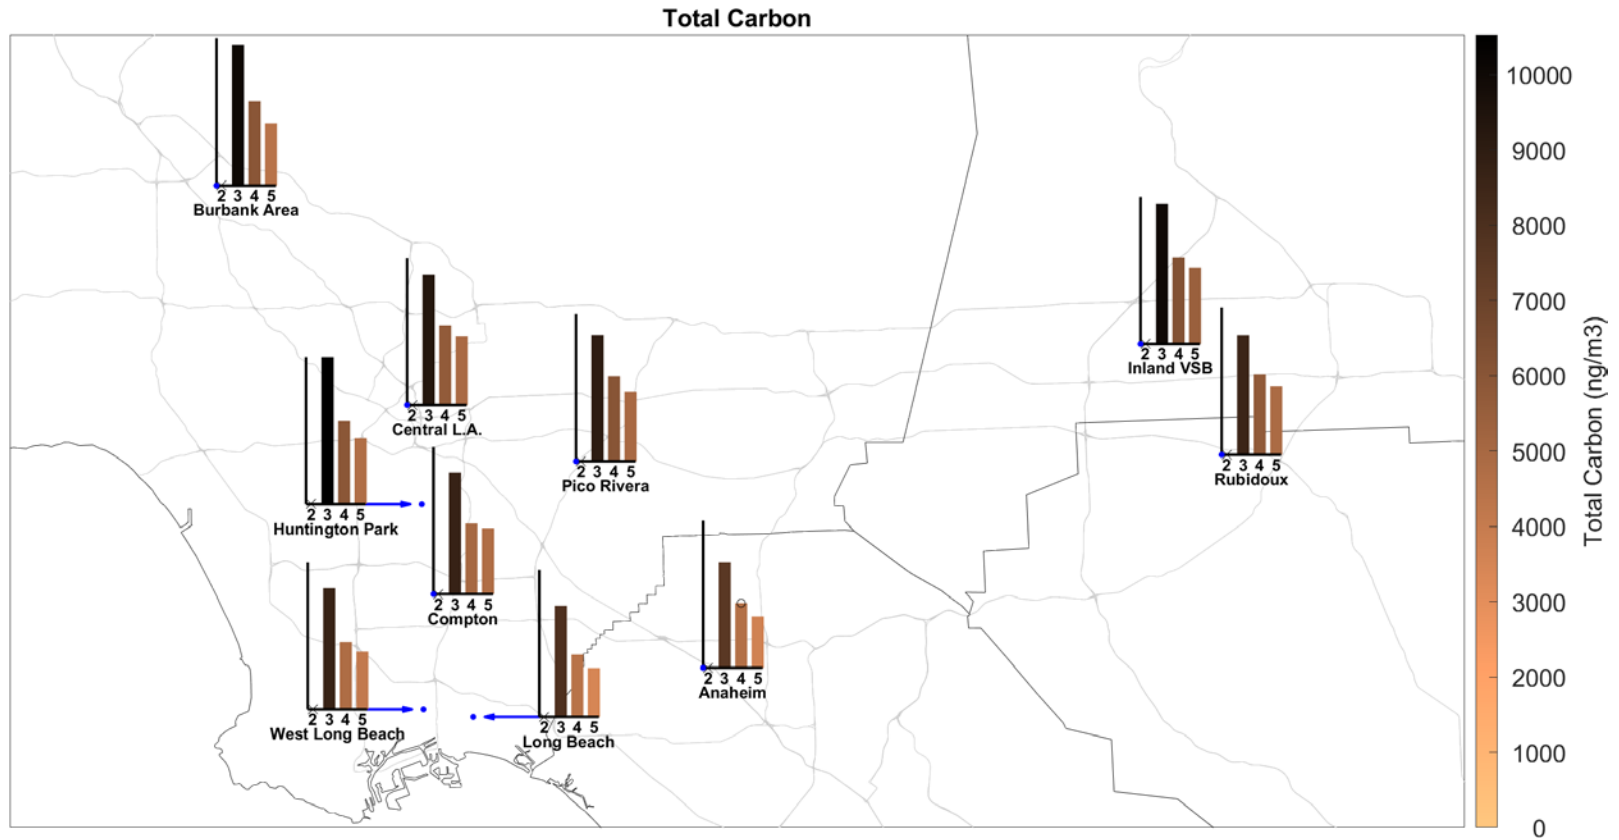 Total Carbon
2 3 4 5
Burbank Area
2 3 4 5
Central L.A.
2 3 4 5
Huntington Park
2 3 4 5
Pico Rivera
2 3 4 5
Inland VSB
2 3 4 5
Rubidoux
2 3 4 5
Compton
2 3 4 5
West Long Beach
2 3 4 5
Long Beach
2 3 4 5
Anaheim
10000
9000
8000
7000
6000
5000
4000
3000
2000
1000
0
Total Carbon (ng/m3)